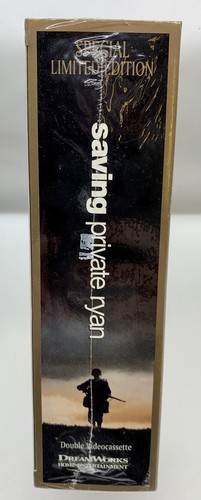 SPECIAL
LIMITED EDITION
saving private ryan
Double Videocassette
DREAMWORKS
HOME ENTERTAINMENT